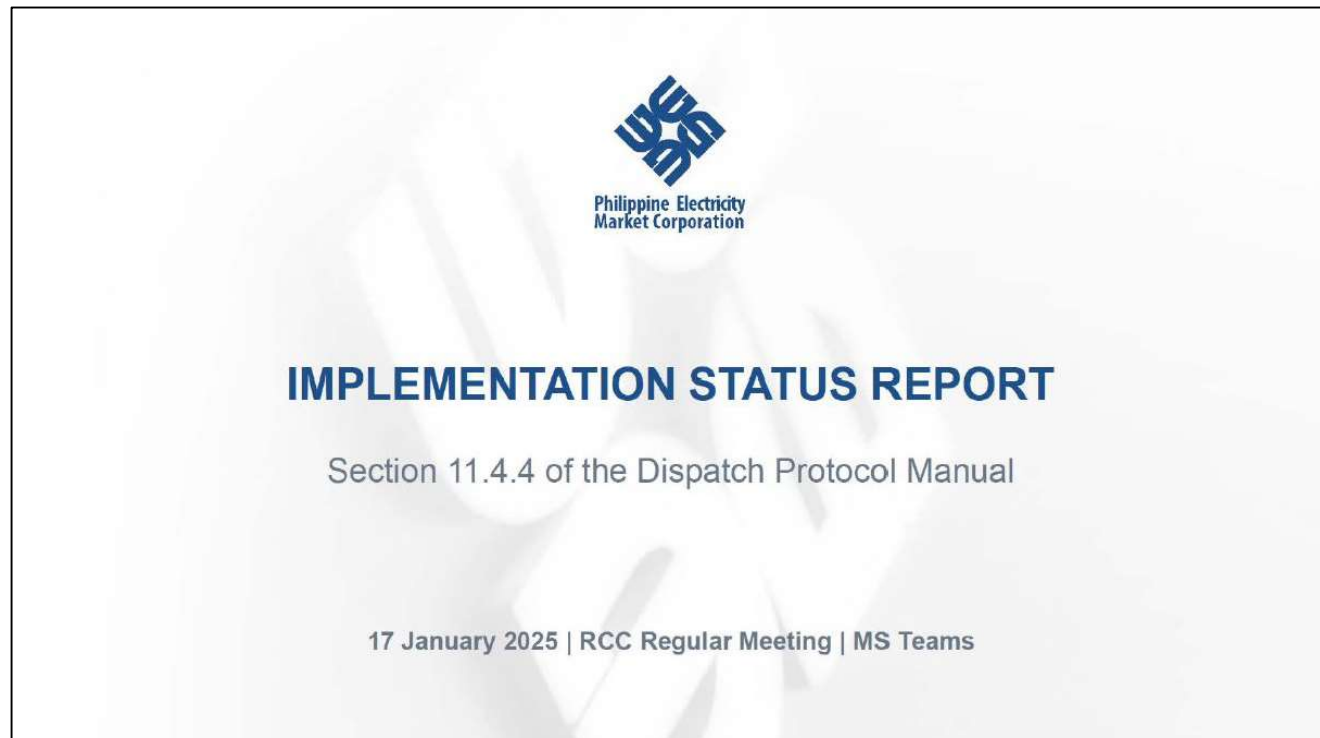 Philippine Electricity
Market Corporation
IMPLEMENTATION STATUS REPORT
Section 11.4.4 of the Dispatch Protocol Manual
17 January 2025 | RCC Regular Meeting | MS Teams